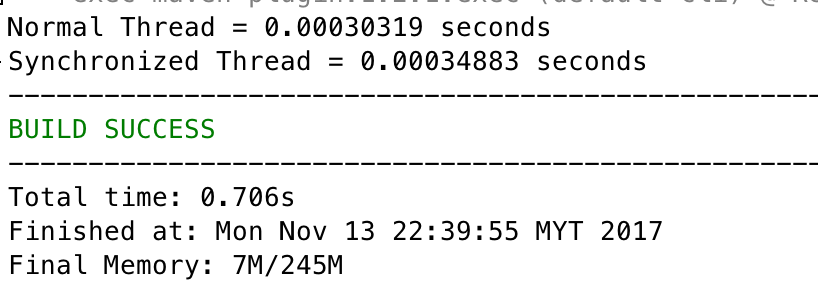 Normal Thread = 0.00030319 seconds
Synchronized Thread = 0.00034883 seconds
------------------------------------------------------------------------
BUILD SUCCESS
------------------------------------------------------------------------
Total time: 0.706s
Finished at: Mon Nov 13 22:39:55 MYT 2017
Final Memory: 7M/245M